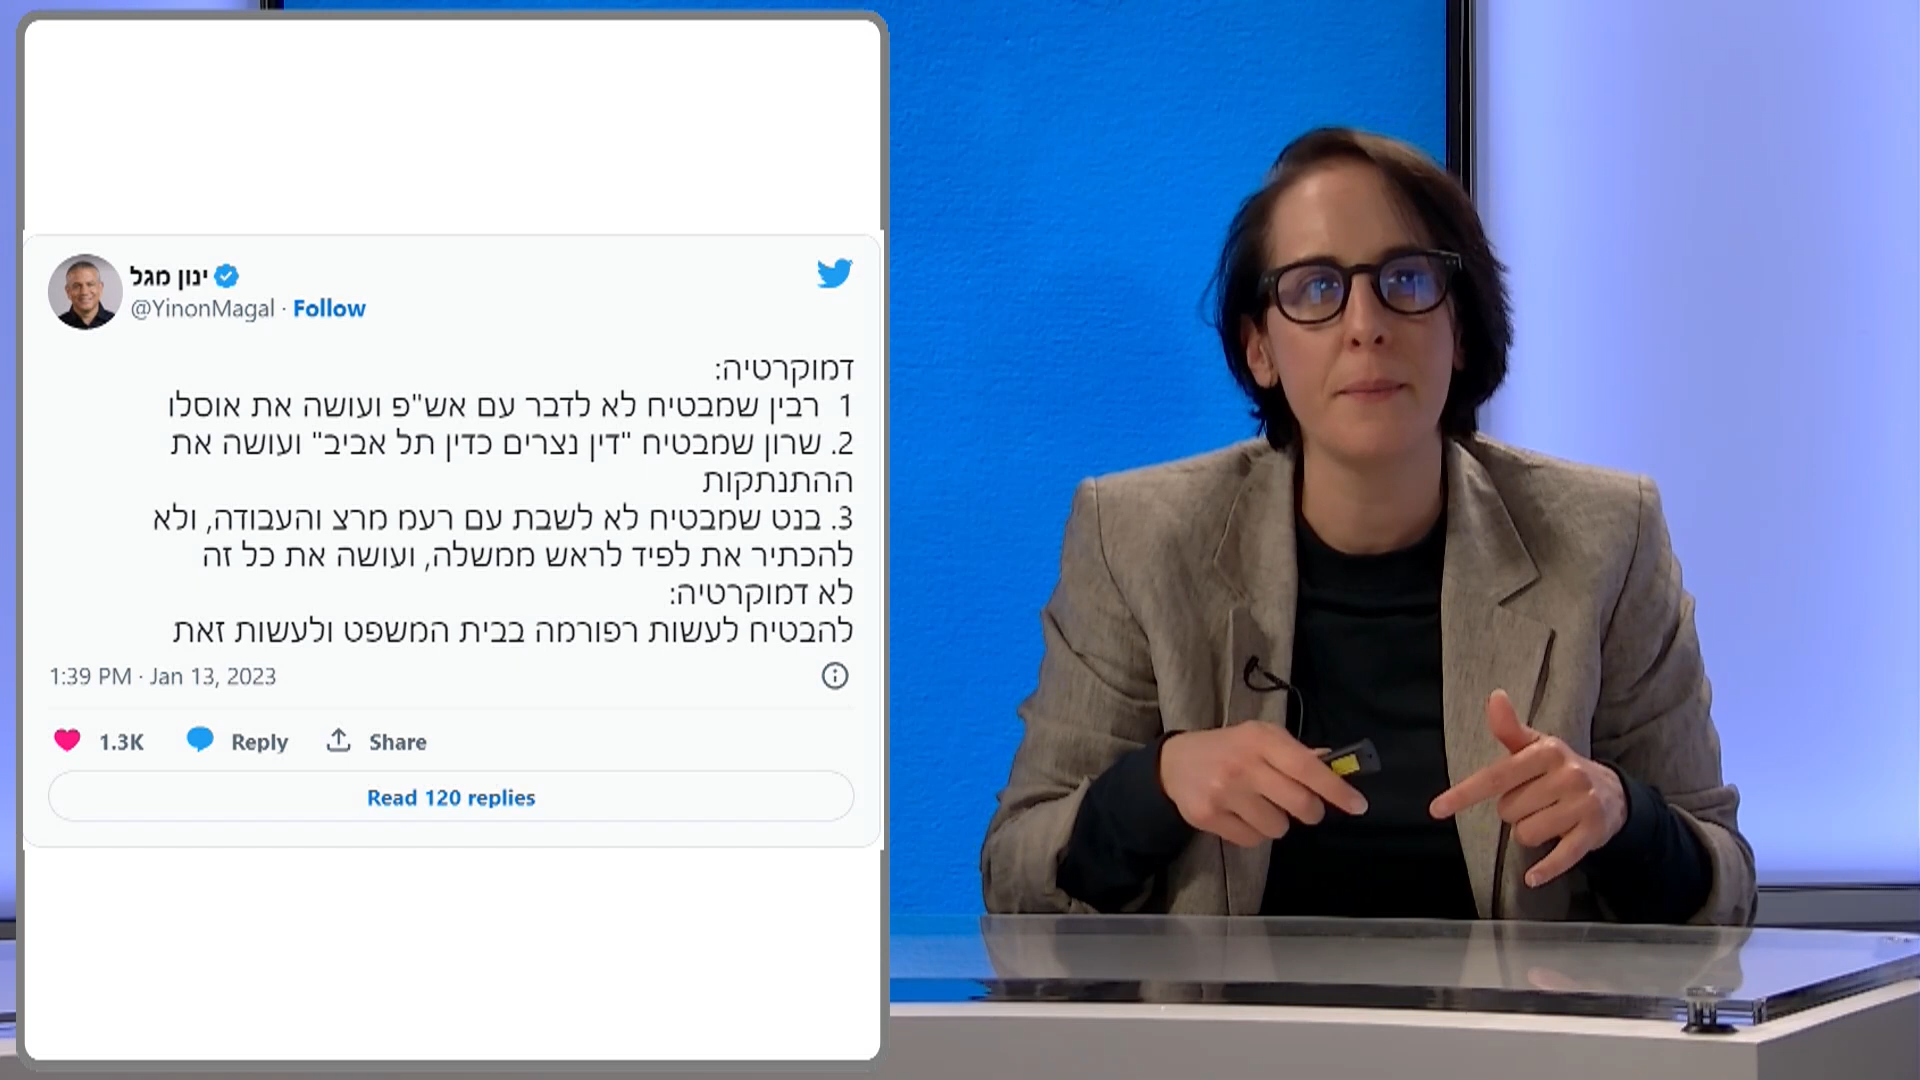 ינון מגל
@YinonMagal · Follow
דמוקרטיה:
1 רבין שמבטיח לא לדבר עם אש"פ ועושה את אוסלו
2. שרון שמבטיח "דין נצרים כדין תל אביב" ועושה את
ההתנתקות
3. בנט שמבטיח לא לשבת עם רעמ מרצ והעבודה, ולא
להכתיר את לפיד לראש ממשלה, ועושה את כל זה
לא דמוקרטיה:
להבטיח לעשות רפורמה בבית המשפט ולעשות זאת
1:39 PM · Jan 13, 2023
1.3K Reply Share
Read 120 replies